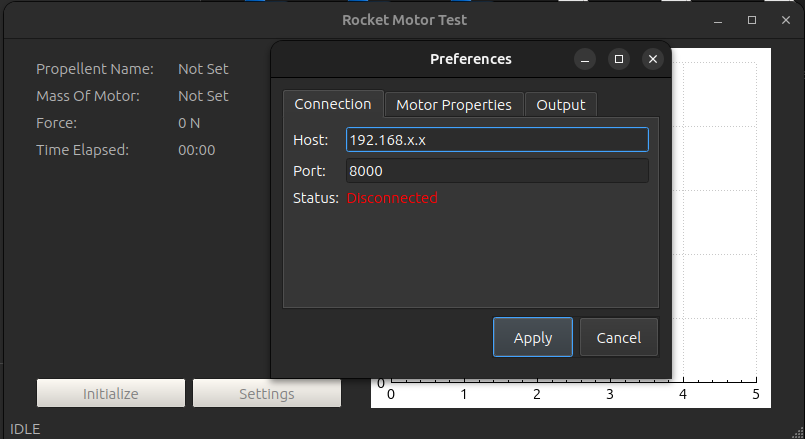 Rocket Motor Test
Propellent Name: Not Set
Mass Of Motor: Not Set
Force: 0 N
TIme Elapsed: 00:00
Preferences
Connection Motor Properties Output
Host: 192.168.x.x
Port: 8000
Status: Disconnected
Apply Cancel
Initialize Settings
0
0 1 2 3 4 5
IDLE